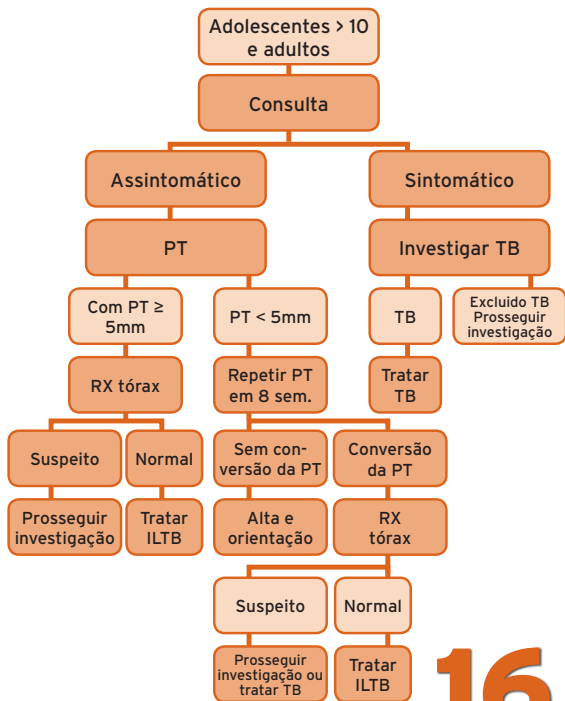 Adolescentes > 10
e adultos
Consulta
Assintomático
Sintomático
PT
Investigar TB
Com PT ≥
5mm
PT < 5mm
TB
Excluido TB
Prosseguir
investigação
RX tórax
Repetir PT
em 8 sem.
Tratar
TB
Suspeito
Normal
Sem con-
versão da PT
Conversão
da PT
Prosseguir
investigação
Tratar
ILTB
Alta e
orientação
RX
tórax
Suspeito
Normal
Prosseguir
investigação ou
tratar TB
Tratar
ILTB
16